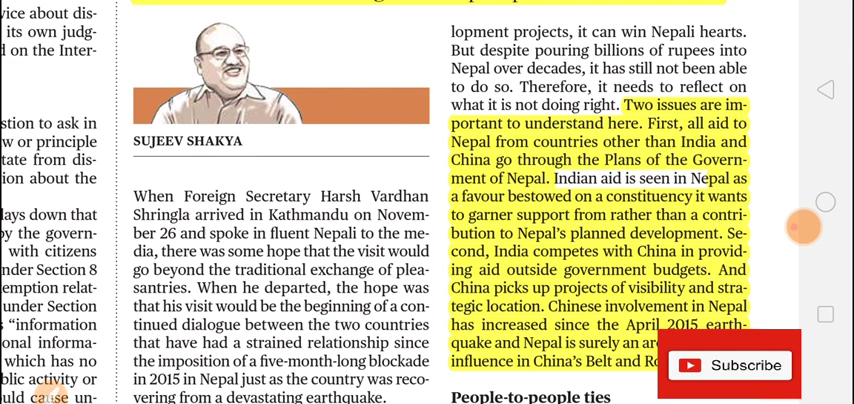 vice about dis-
its own judg-
d on the Inter-
stion to ask in
w or principle
tate from dis-
ion about the
lays down that
by the govern-
with citizens
nder Section 8
emption relat-
under Section
“information
onal informa-
which has no
blic activity or
uld cause un-
SUJEEV SHAKYA
When Foreign Secretary Harsh Vardhan
Shringla arrived in Kathmandu on Novem-
ber 26 and spoke in fluent Nepali to the me-
dia, there was some hope that the visit would
go beyond the traditional exchange of plea-
santries. When he departed, the hope was
that his visit would be the beginning of a con-
tinued dialogue between the two countries
that have had a strained relationship since
the imposition of a five-month-long blockade
in 2015 in Nepal just as the country was reco-
vering from a devastating earthquake.
lopment projects, it can win Nepali hearts.
But despite pouring billions of rupees into
Nepal over decades, it has still not been able
to do so. Therefore, it needs to reflect on
what it is not doing right. Two issues are im-
portant to understand here. First, all aid to
Nepal from countries other than India and
China go through the Plans of the Govern-
ment of Nepal. Indian aid is seen in Nepal as
a favour bestowed on a constituency it wants
to garner support from rather than a contri-
bution to Nepal’s planned development. Se-
cond, India competes with China in provid-
ing aid outside government budgets. And
China picks up projects of visibility and stra-
tegic location. Chinese involvement in Nepal
has increased since the April 2015 earth-
quake and Nepal is surely an
influence in China’s Belt and
People-to-people ties
Subscribe